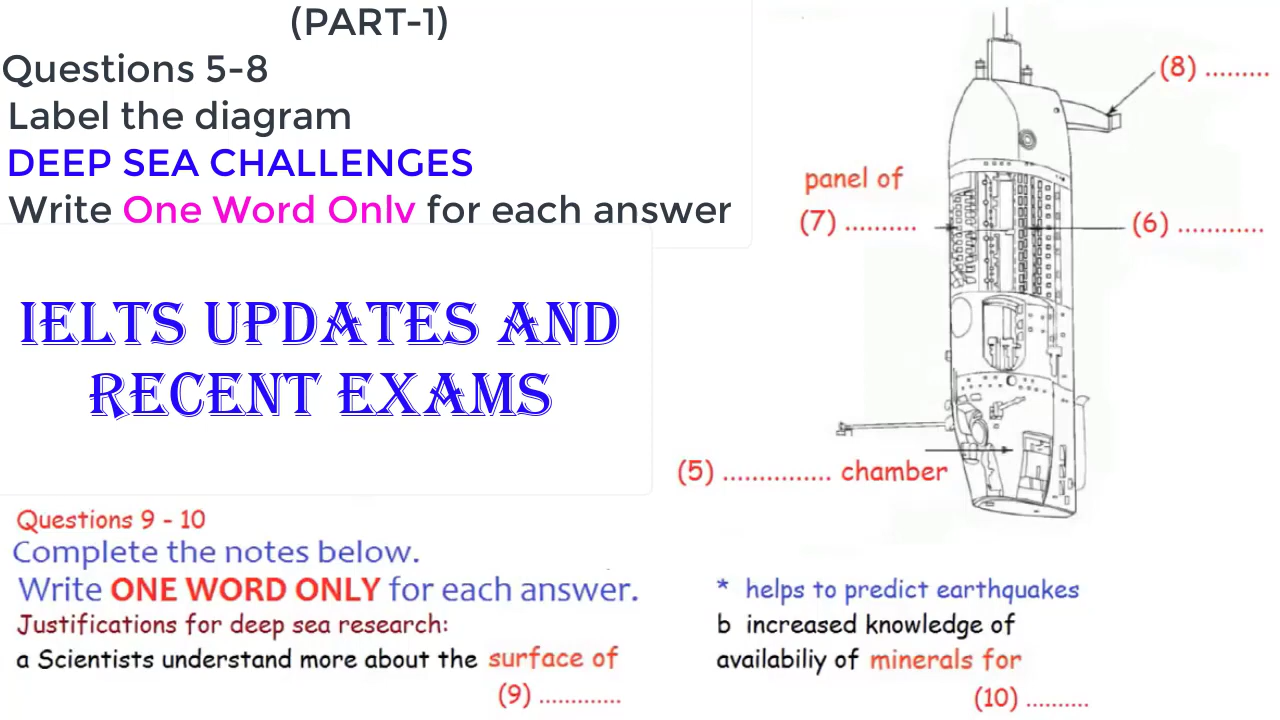 (PART-1)
Questions 5-8
Label the diagram
DEEP SEA CHALLENGES
Write One Word Only for each answer
IELTS UPDATES AND
RECENT EXAMS
(8) .........
panel of
(7) ..........
(6) ............
(5) ............... chamber
Questions 9 - 10
Complete the notes below.
Write ONE WORD ONLY for each answer.
Justifications for deep sea research:
a Scientists understand more about the surface of
(9) .............
* helps to predict earthquakes
b increased knowledge of
availabiliy of minerals for
(10) ..........